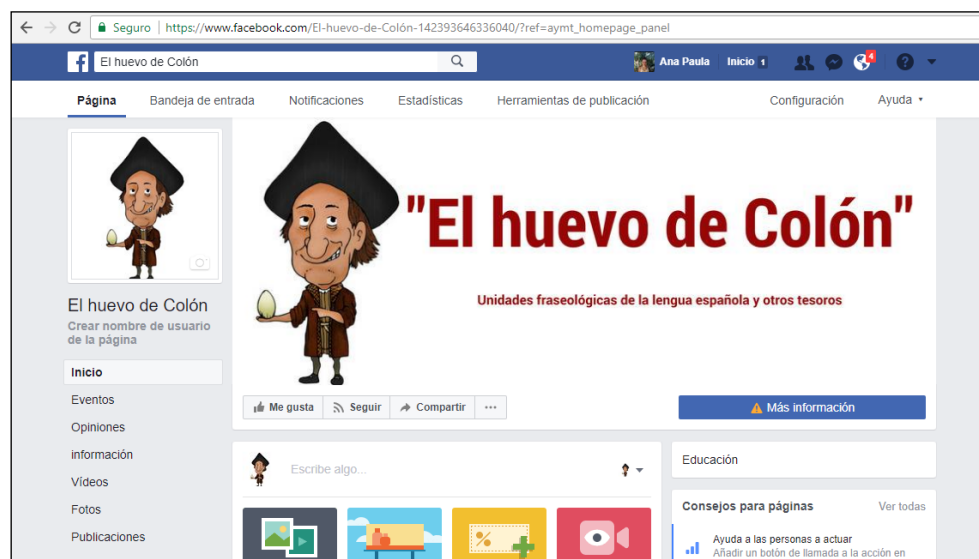 Seguro | https://www.facebook.com/El-huevo-de-Colón-142393646336040/?ref=aymt_homepage_panel
El huevo de Colón
Ana Paula Inicio 1 4
Página Bandeja de entrada Notificaciones Estadísticas Herramientas de publicación Configuración Ayuda
"El huevo de Colón"
Unidades fraseológicas de la lengua española y otros tesoros
El huevo de Colón
Crear nombre de usuario
de la página
Inicio
Eventos
Opiniones
información
Vídeos
Fotos
Publicaciones
Me gusta Seguir Compartir ...
Más información
Escribe algo...
Educación
Consejos para páginas Ver todas
Ayuda a las personas a actuar
Añadir un botón de llamada a la acción en